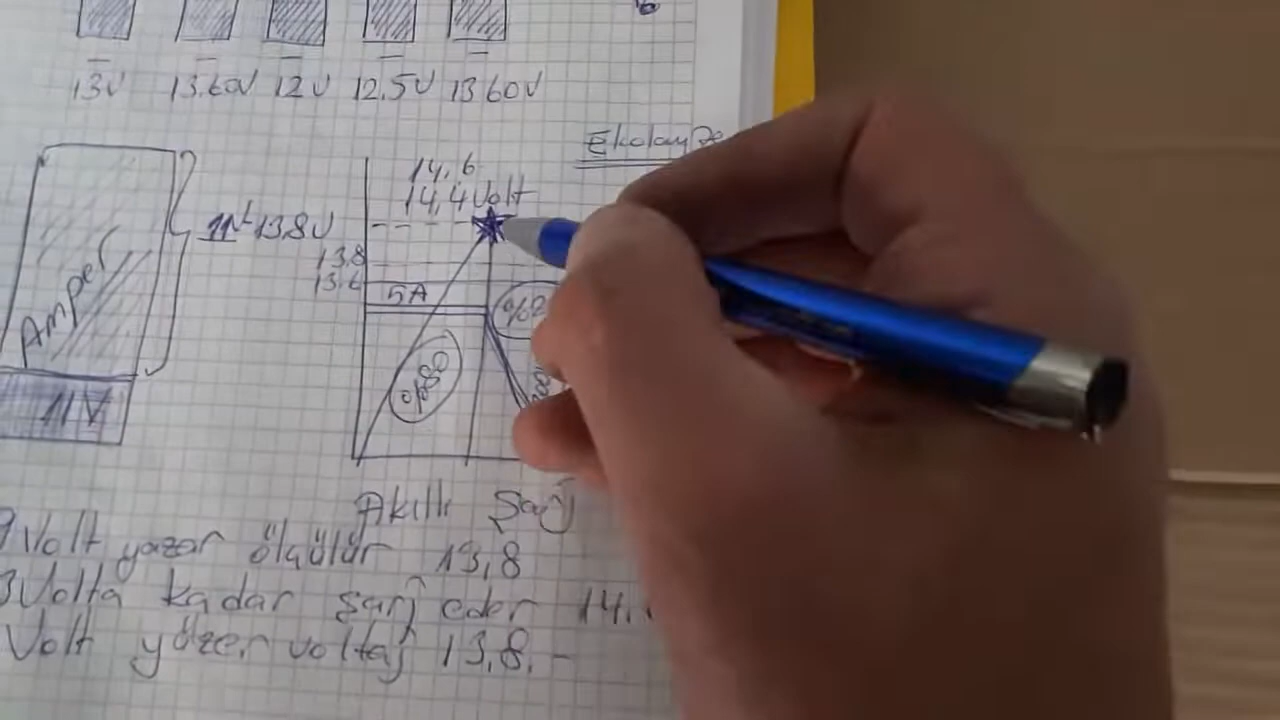 13V 13.60V 12V 12.5V 13.60V
Ekolayze
14,6
14,4 Volt
13.8V
13.8
13.6
5A
%80
Amper
11V
Akıllı Şarj
Volt yazar ölçülür 13,8
3 Volta kadar şarj eder 14.
Volt yüzer voltaj 13,8.-